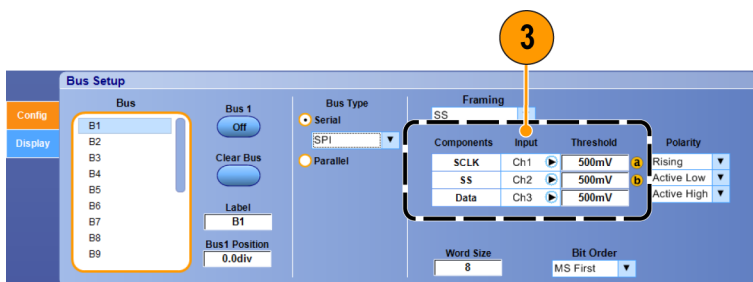 3
Bus Setup
Config
Display
Bus
B1
B2
B3
B4
B5
B6
B7
B8
B9
Bus 1
Off
Clear Bus
Label
B1
Bus1 Position
0.0div
Bus Type
Serial
SPI
Parallel
Framing
SS
Components Input Threshold Polarity
SCLK Ch1 500mV a Rising
SS Ch2 500mV b Active Low
Data Ch3 500mV Active High
Word Size
8
Bit Order
MS First